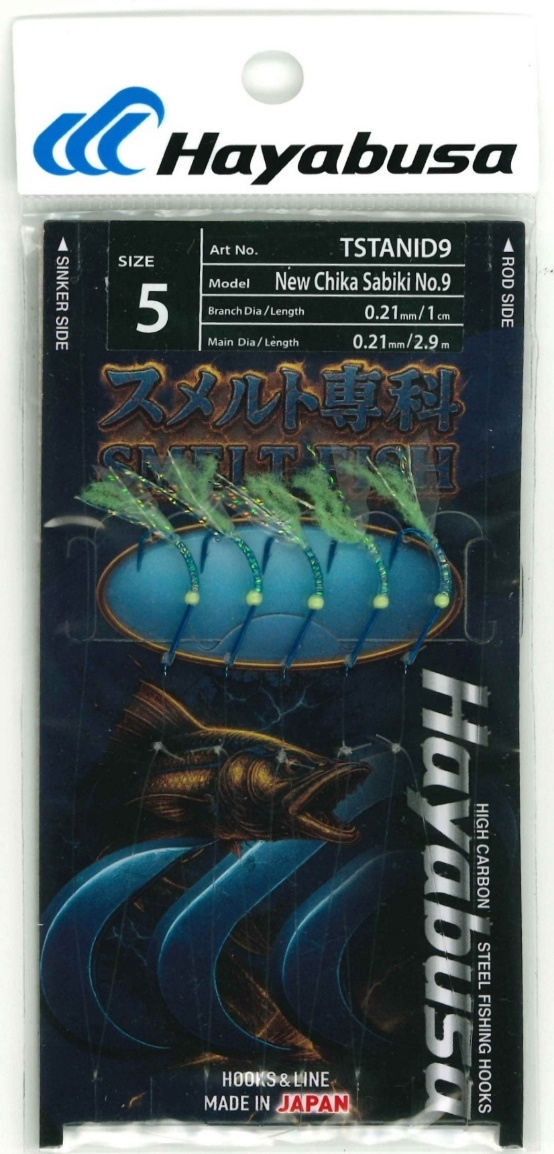 Hayabusa
SIZE
5
Art No. TSTANID9
Model New Chika Sabiki No.9
Branch Dia / Length 0.21mm/1cm
Main Dia / Length 0.21mm/2.9m
SINKER SIDE
ROD SIDE
スメルト専科
SMELT FISH
Hayabusa
HIGH CARBON STEEL FISHING HOOKS
HOOKS & LINE
MADE IN JAPAN